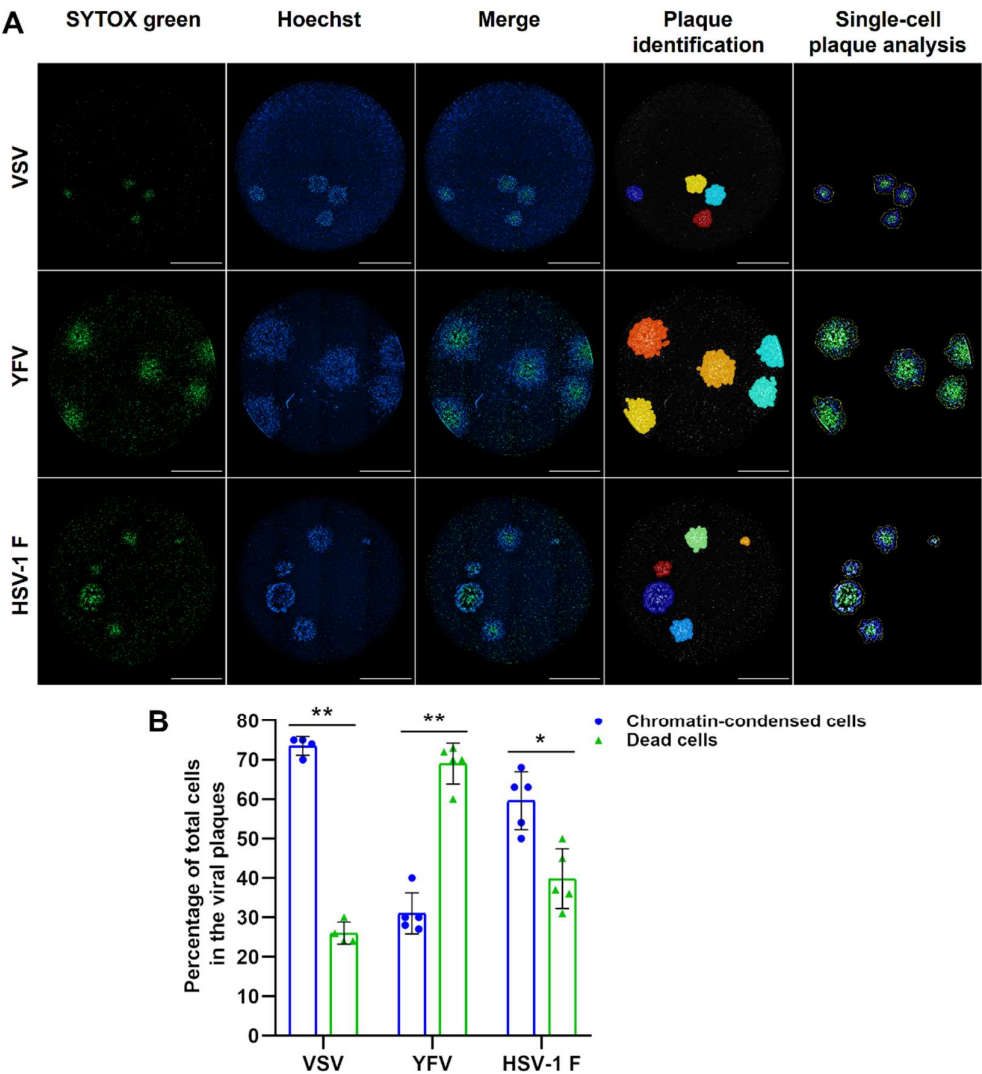 A
SYTOX green
Hoechst
Merge
Plaque
identification
Single-cell
plaque analysis
VSV
YFV
HSV-1 F
B
Percentage of total cells
in the viral plaques
80
70
60
50
40
30
20
10
0
**
**
*
Chromatin-condensed cells
Dead cells
VSV
YFV
HSV-1 F